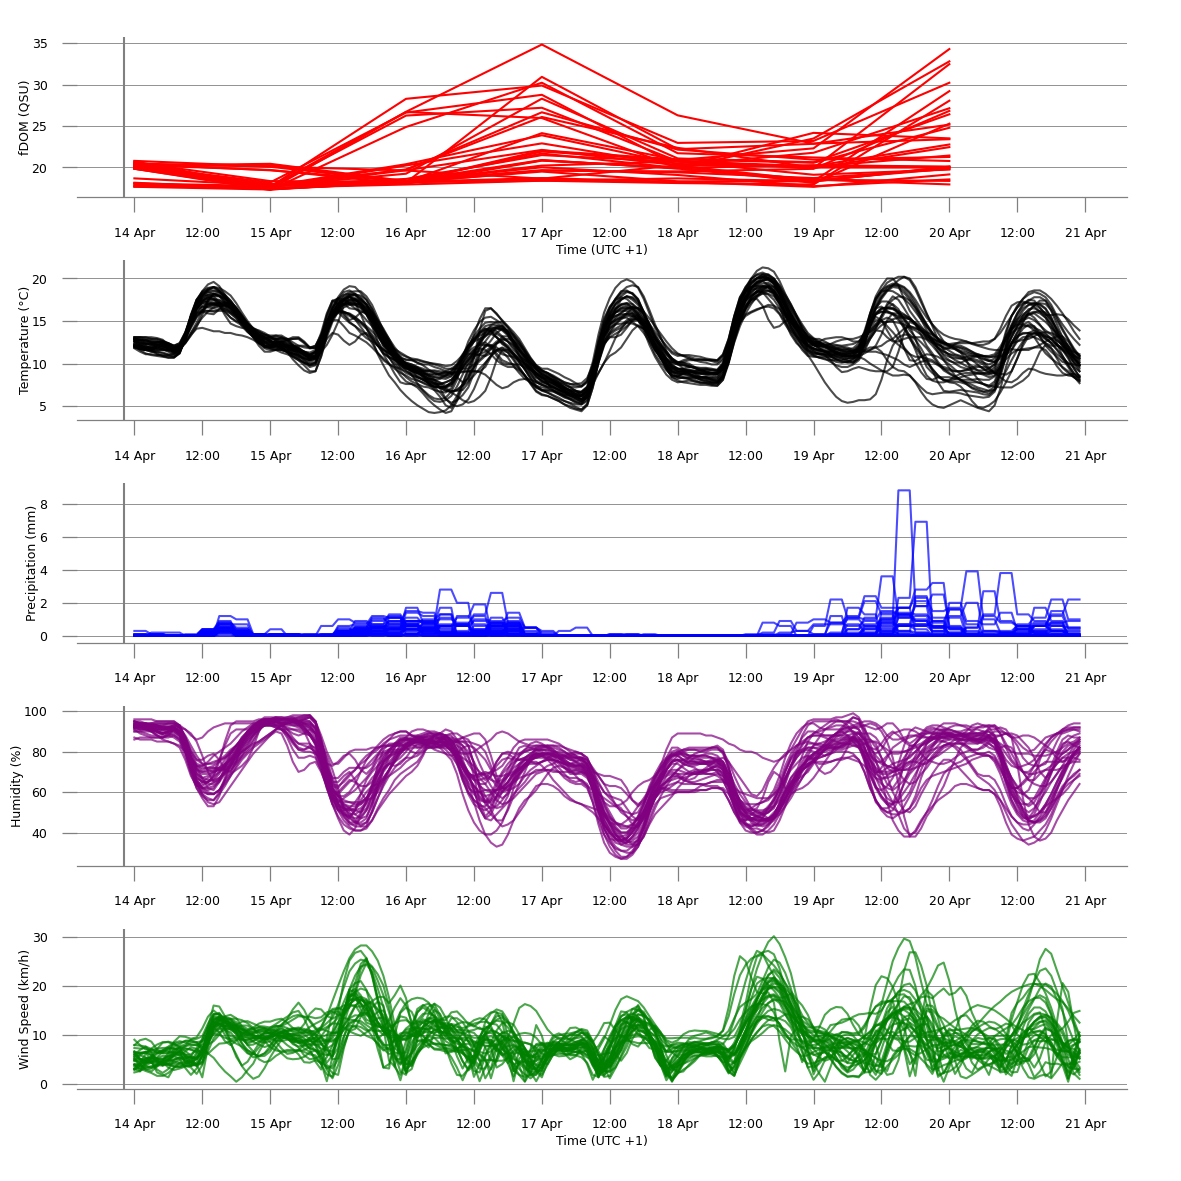 35
30
25
20
fDOM (QSU)
14 Apr 12:00 15 Apr 12:00 16 Apr 12:00 17 Apr 12:00 18 Apr 12:00 19 Apr 12:00 20 Apr 12:00 21 Apr
Time (UTC +1)
20
15
10
5
Temperature (°C)
14 Apr 12:00 15 Apr 12:00 16 Apr 12:00 17 Apr 12:00 18 Apr 12:00 19 Apr 12:00 20 Apr 12:00 21 Apr
8
6
4
2
0
Precipitation (mm)
14 Apr 12:00 15 Apr 12:00 16 Apr 12:00 17 Apr 12:00 18 Apr 12:00 19 Apr 12:00 20 Apr 12:00 21 Apr
100
80
60
40
Humidity (%)
14 Apr 12:00 15 Apr 12:00 16 Apr 12:00 17 Apr 12:00 18 Apr 12:00 19 Apr 12:00 20 Apr 12:00 21 Apr
30
20
10
0
Wind Speed (km/h)
14 Apr 12:00 15 Apr 12:00 16 Apr 12:00 17 Apr 12:00 18 Apr 12:00 19 Apr 12:00 20 Apr 12:00 21 Apr
Time (UTC +1)